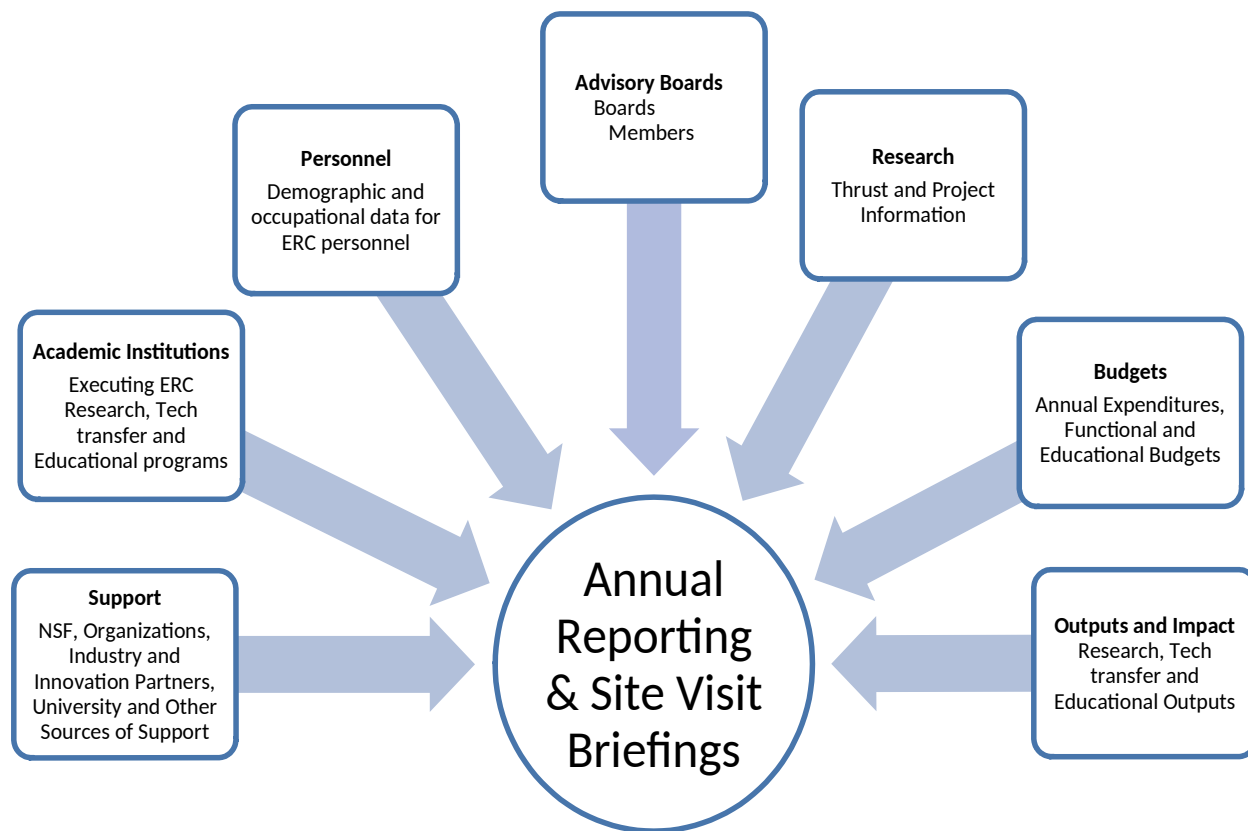 Advisory Boards
Boards
Members
Personnel
Demographic and
occupational data for
ERC personnel
Research
Thrust and Project
Information
Academic Institutions
Executing ERC
Research, Tech
transfer and
Educational programs
Budgets
Annual Expenditures,
Functional and
Educational Budgets
Support
NSF, Organizations,
Industry and
Innovation Partners,
University and Other
Sources of Support
Annual
Reporting
& Site Visit
Briefings
Outputs and Impact
Research, Tech
transfer and
Educational Outputs